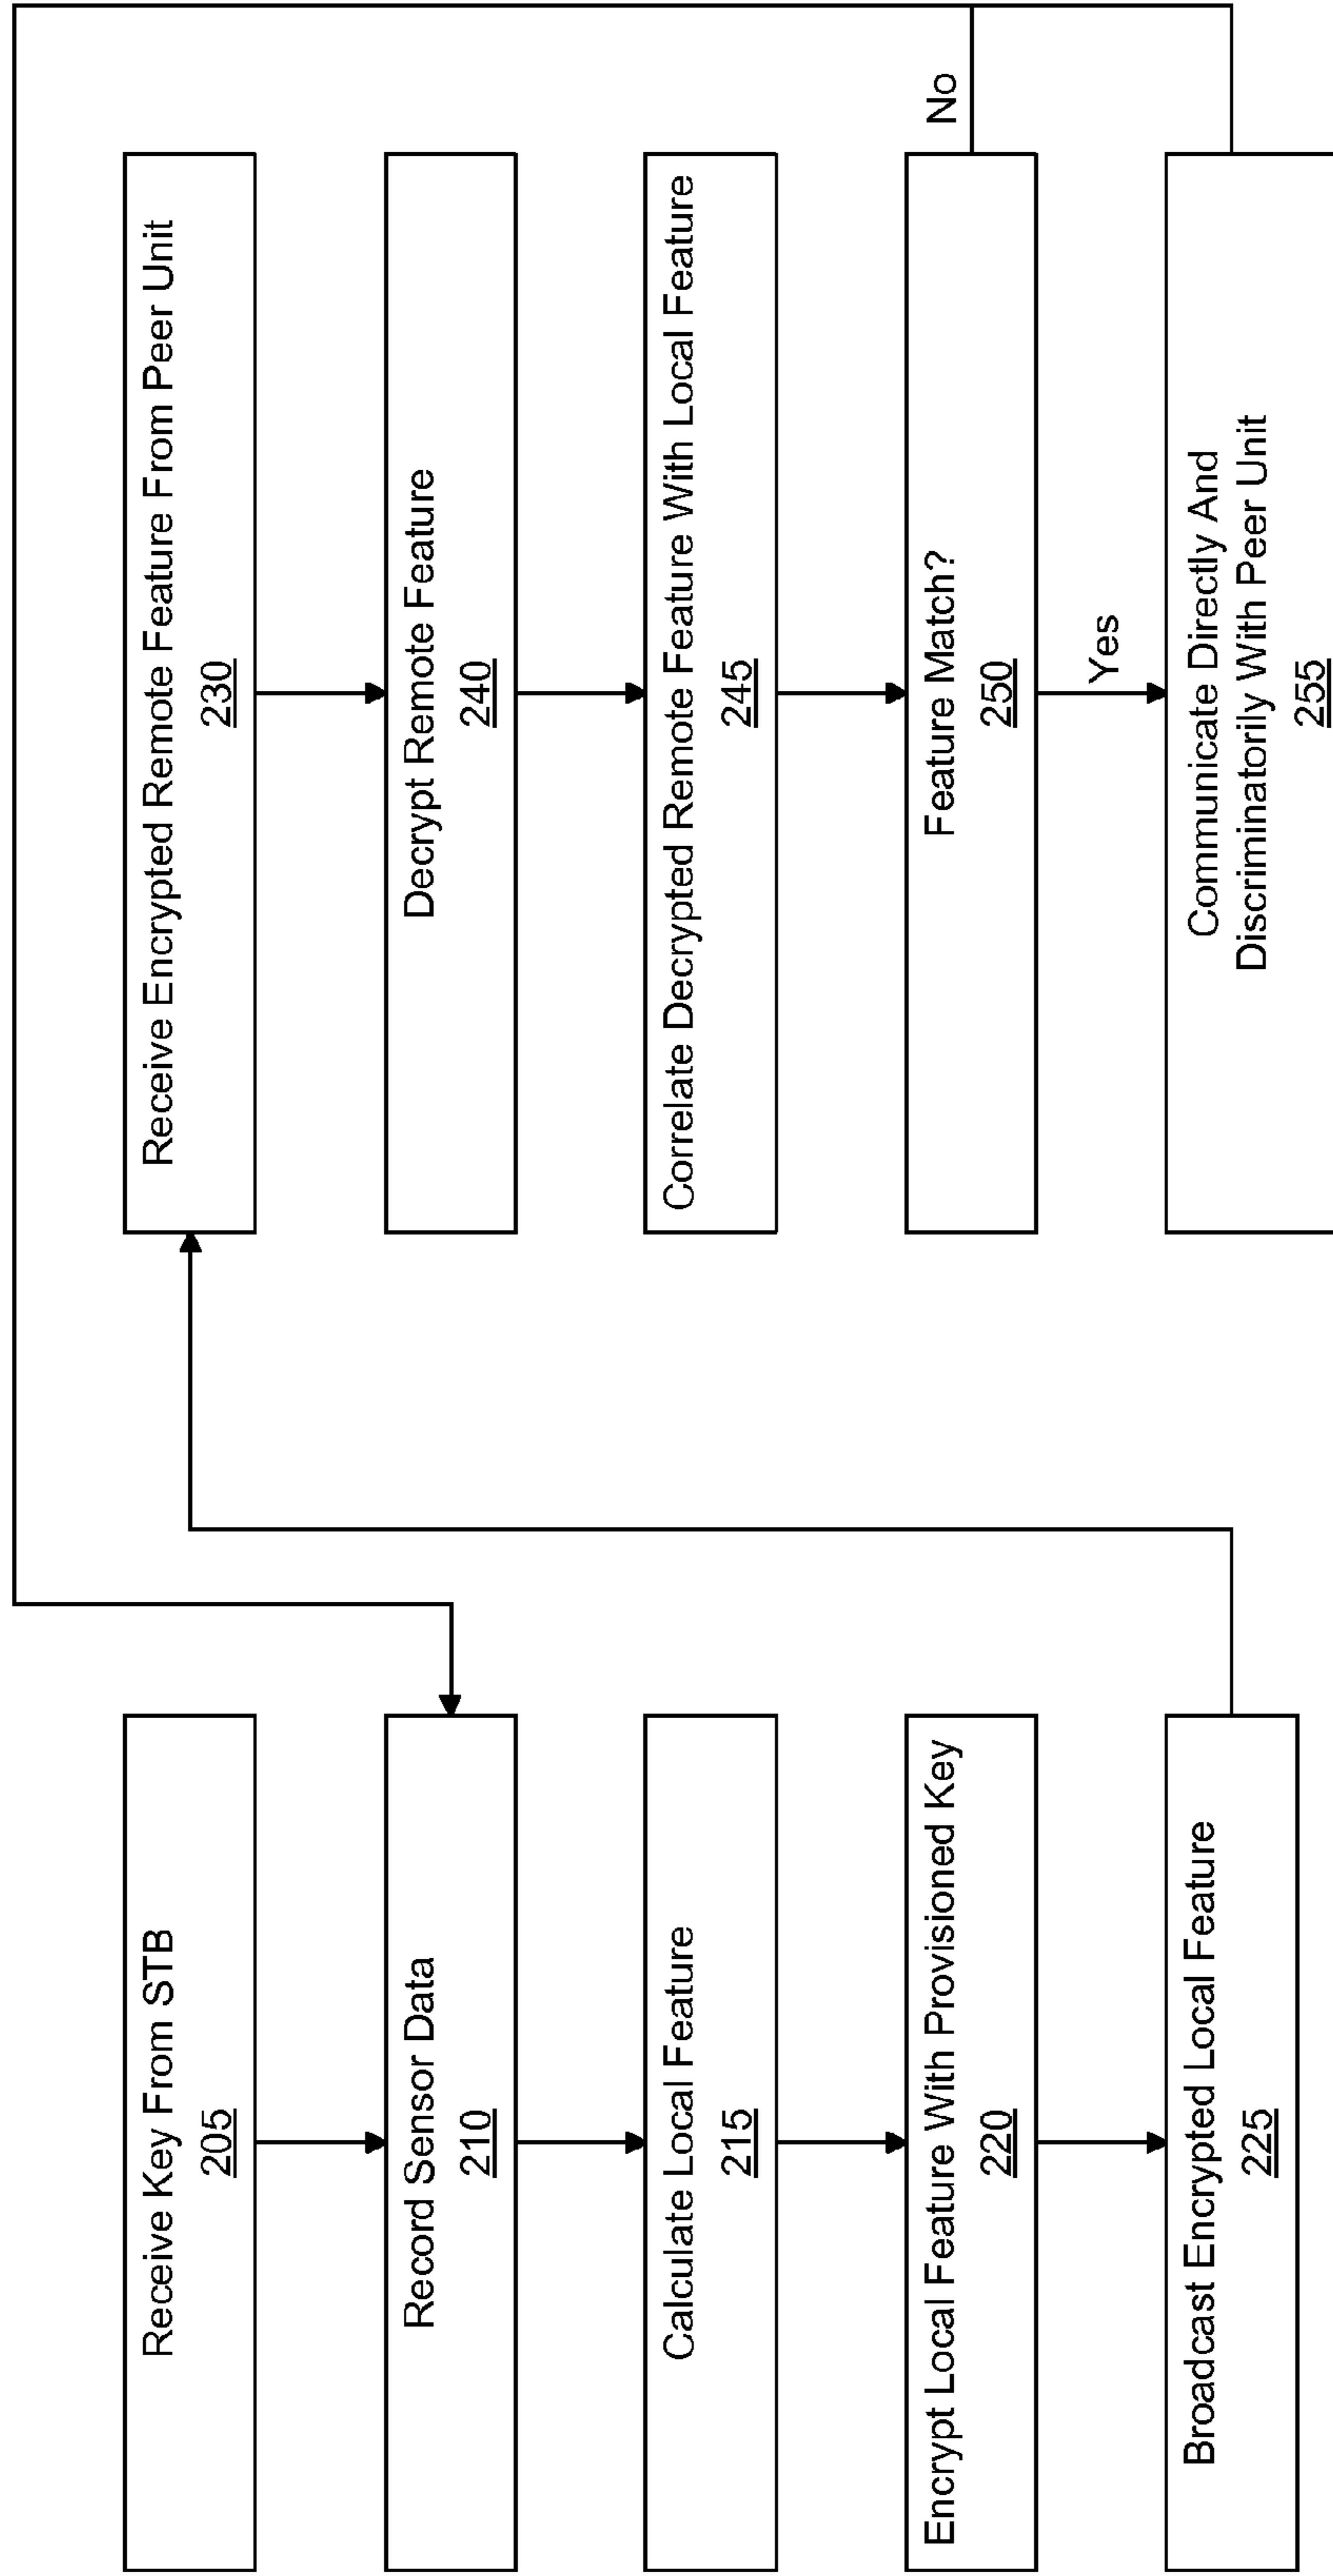 Receive Key From STB
205
Record Sensor Data
210
Calculate Local Feature
215
Encrypt Local Feature With Provisioned Key
220
Broadcast Encrypted Local Feature
225
Receive Encrypted Remote Feature From Peer Unit
230
Decrypt Remote Feature
240
Correlate Decrypted Remote Feature With Local Feature
245
Feature Match?
250
No
Yes
Communicate Directly And
Discriminatorily With Peer Unit
255